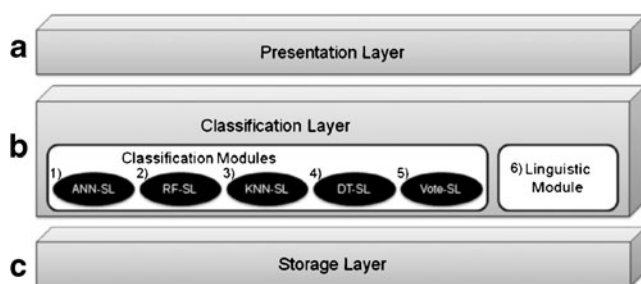 a
Presentation Layer
b
Classification Layer
Classification Modules
1) ANN-SL 2) RF-SL 3) KNN-SL 4) DT-SL 5) Vote-SL
6) Linguistic
Module
c
Storage Layer